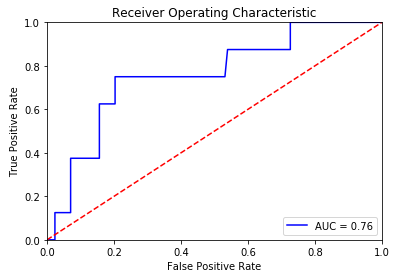 Receiver Operating Characteristic
True Positive Rate
1.0
0.8
0.6
0.4
0.2
0.0
AUC = 0.76
0.0 0.2 0.4 0.6 0.8 1.0
False Positive Rate